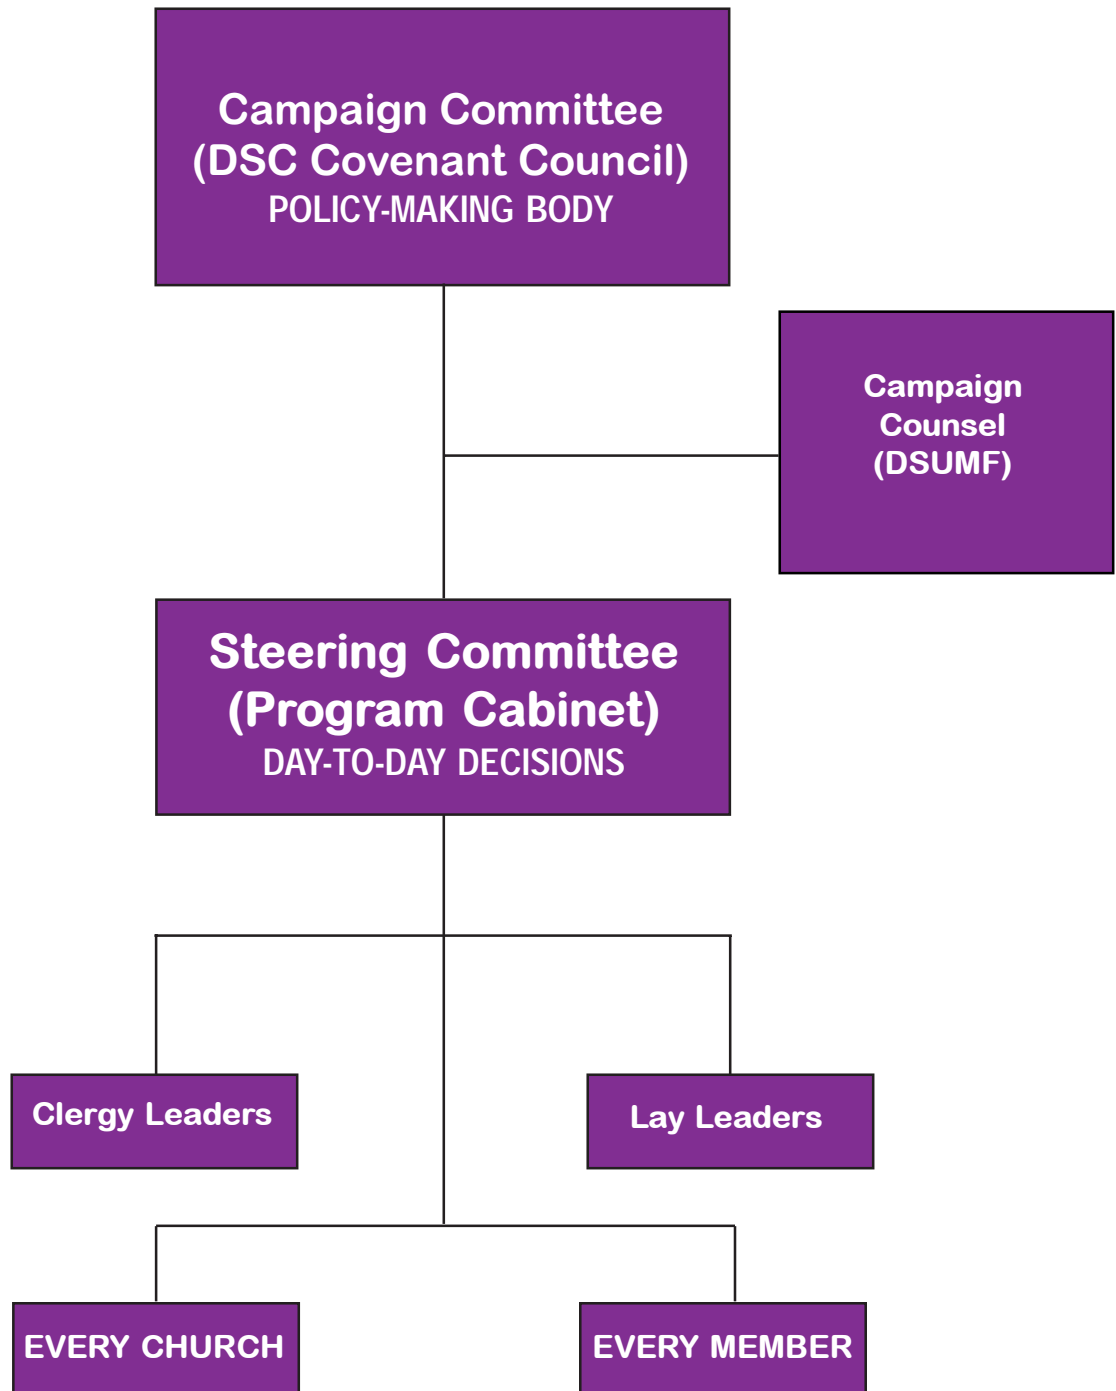 Campaign Committee
(DSC Covenant Council)
POLICY-MAKING BODY
Campaign
Counsel
(DSUMF)
Steering Committee
(Program Cabinet)
DAY-TO-DAY DECISIONS
Clergy Leaders
Lay Leaders
EVERY CHURCH
EVERY MEMBER